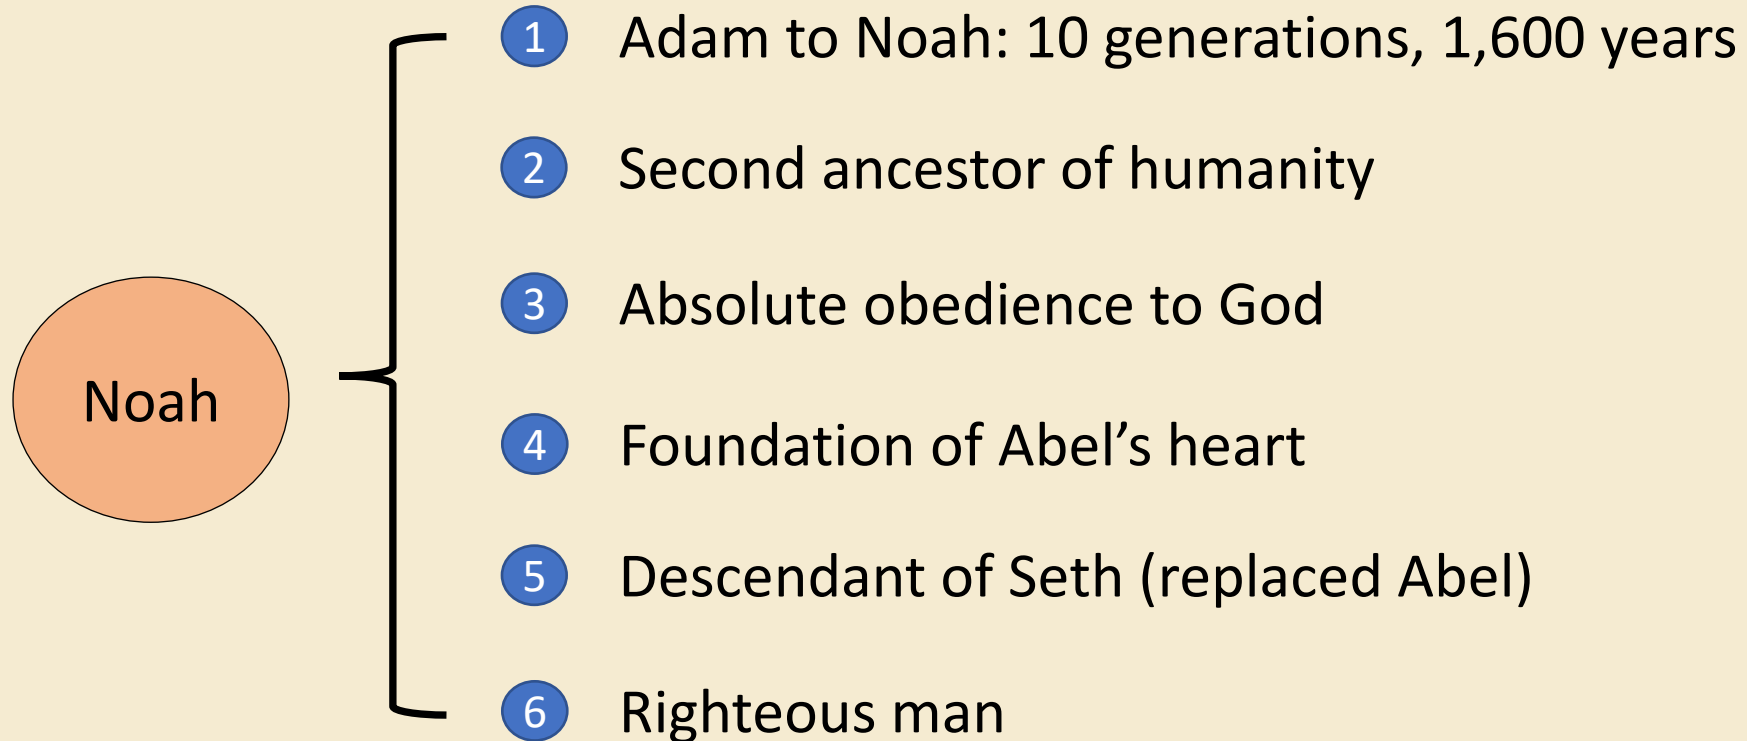 1 Adam to Noah: 10 generations, 1,600 years
2 Second ancestor of humanity
3 Absolute obedience to God
Noah
4 Foundation of Abel’s heart
5 Descendant of Seth (replaced Abel)
6 Righteous man